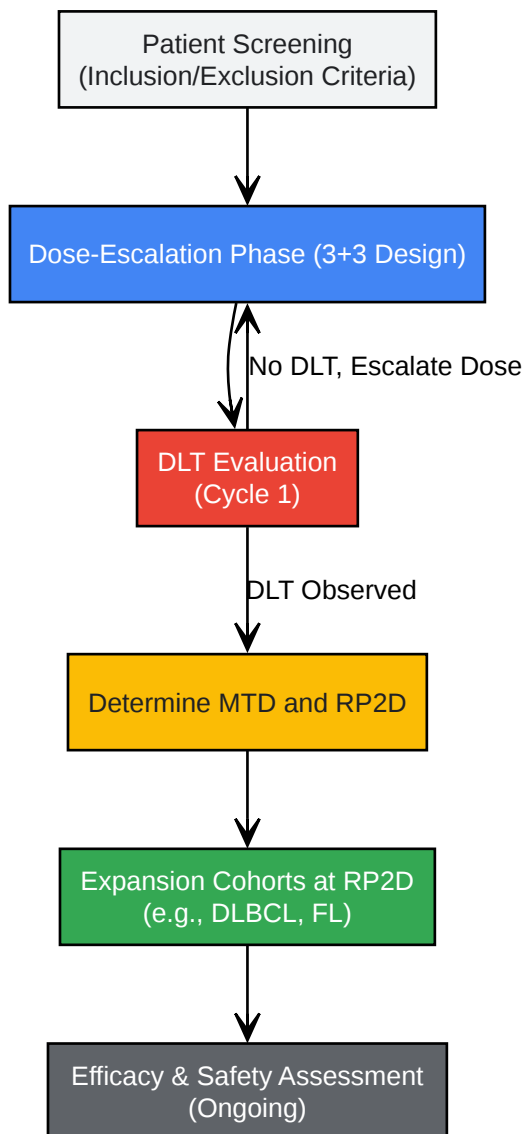 Patient Screening
(Inclusion/Exclusion Criteria)
Dose-Escalation Phase (3+3 Design)
No DLT, Escalate Dose
DLT Evaluation
(Cycle 1)
DLT Observed
Determine MTD and RP2D
Expansion Cohorts at RP2D
(e.g., DLBCL, FL)
Efficacy & Safety Assessment
(Ongoing)